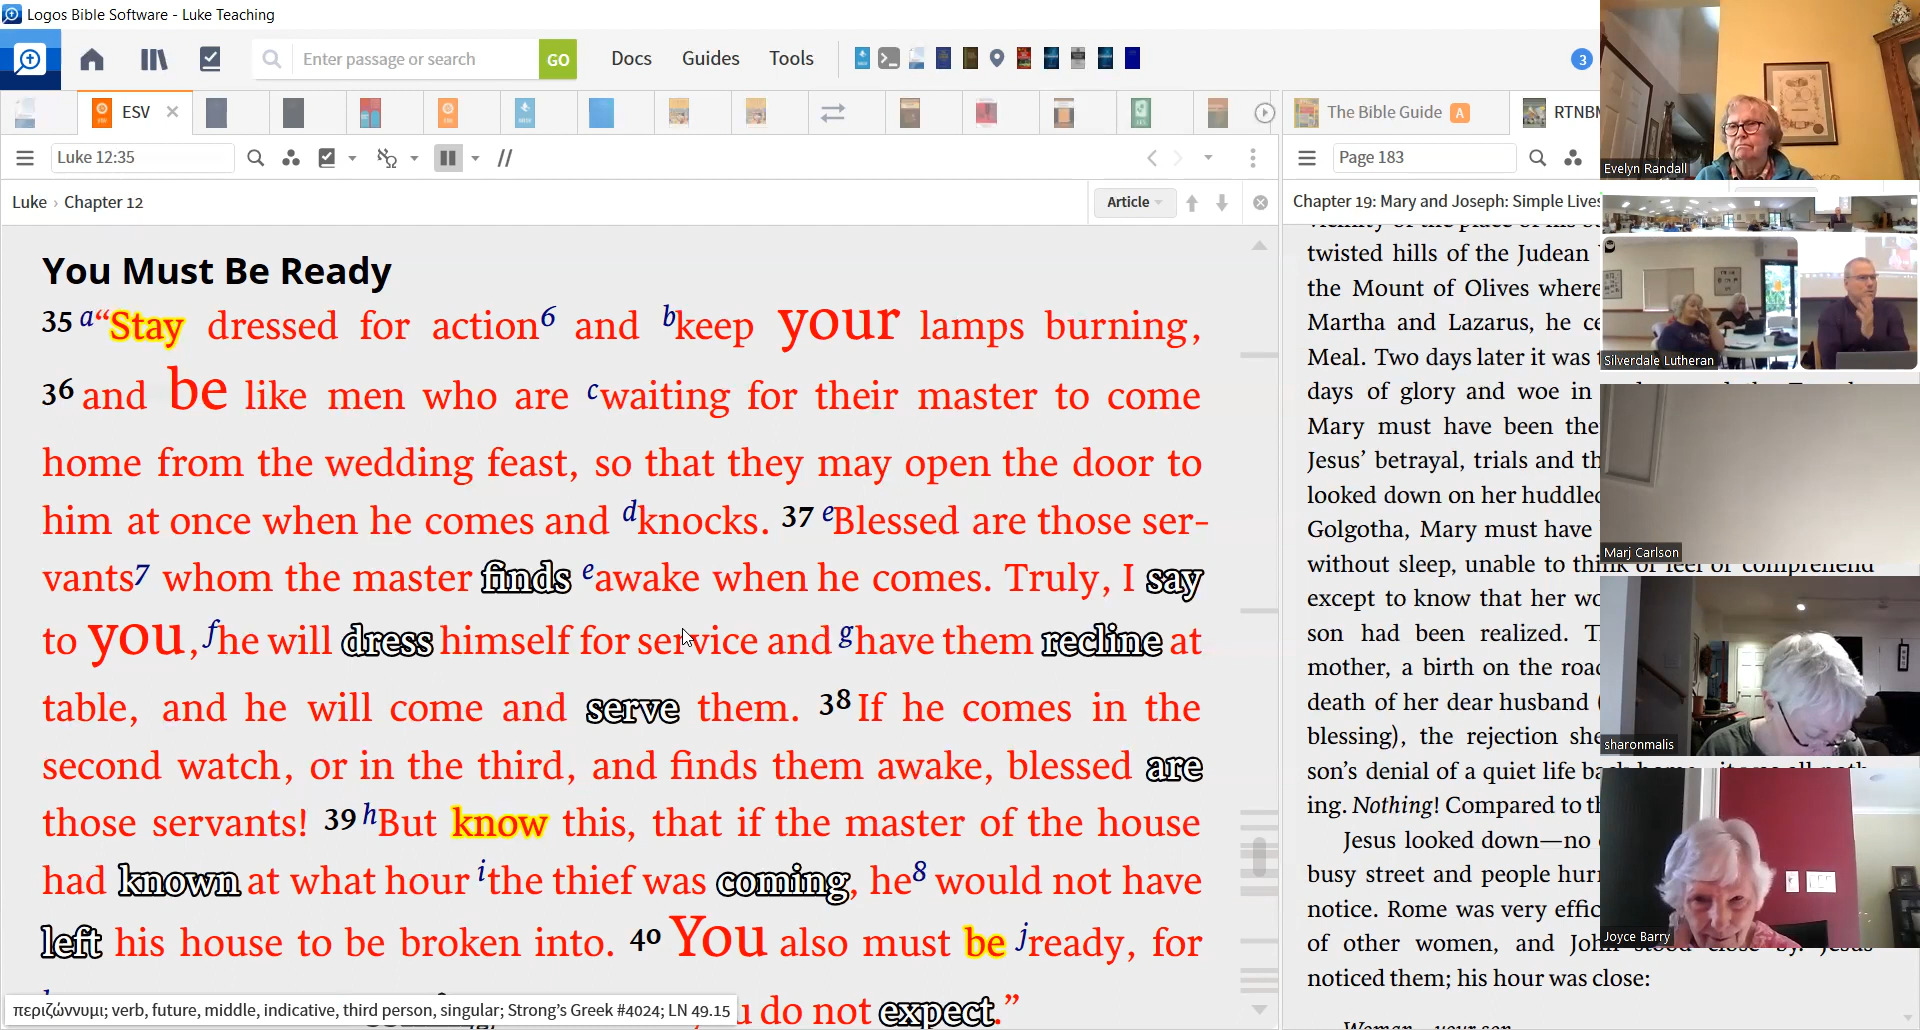 Logos Bible Software - Luke Teaching
Enter passage or search
GO
Docs
Guides
Tools
3
ESV
The Bible Guide A
Luke 12:35
Page 183
Luke › Chapter 12
Article
Chapter 19: Mary and Joseph: Simple Lives
You Must Be Ready
35 a“Stay dressed for action6 and bkeep your lamps burning,
36 and be like men who are cwaiting for their master to come
home from the wedding feast, so that they may open the door to
him at once when he comes and dknocks. 37 eBlessed are those ser-
vants7 whom the master finds eawake when he comes. Truly, I say
to you, fhe will dress himself for service and ghave them recline at
table, and he will come and serve them. 38 If he comes in the
second watch, or in the third, and finds them awake, blessed are
those servants! 39 hBut know this, that if the master of the house
had known at what hour ithe thief was coming, he8 would not have
left his house to be broken into. 40 You also must be jready, for
u do not expect.”
περιζώννυμι; verb, future, middle, indicative, third person, singular; Strong’s Greek #4024; LN 49.15
twisted hills of the Judean
the Mount of Olives where
Martha and Lazarus, he ce
Meal. Two days later it was
days of glory and woe in
Mary must have been the
Jesus’ betrayal, trials and th
looked down on her huddled
Golgotha, Mary must have
without sleep, unable to think or feel or comprehend
except to know that her wo
son had been realized. T
mother, a birth on the road
death of her dear husband (
blessing), the rejection she
son’s denial of a quiet life
ing. Nothing! Compared to th
Jesus looked down—no
busy street and people hurr
notice. Rome was very effic
of other women, and John stood close by. Jesus
noticed them; his hour was close:
Woman, your son
Evelyn Randall
Silverdale Lutheran
Marj Carlson
sharonmalis
Joyce Barry